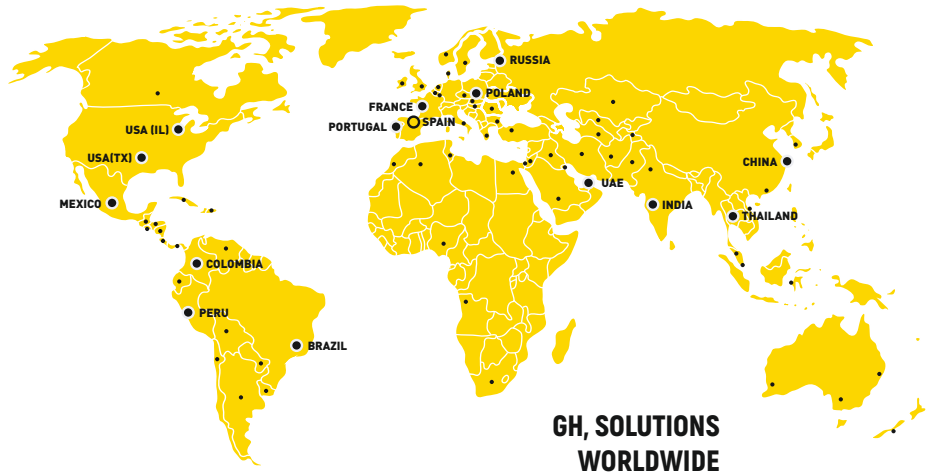 RUSSIA
POLAND
FRANCE
SPAIN
PORTUGAL
USA (IL)
USA(TX)
CHINA
UAE
MEXICO
INDIA
THAILAND
COLOMBIA
PERU
BRAZIL
GH, SOLUTIONS
WORLDWIDE